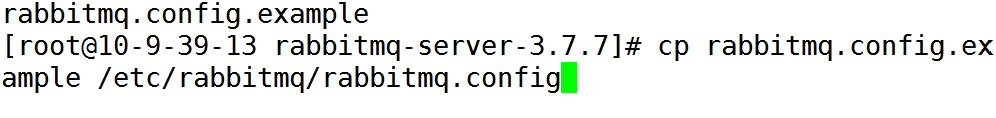 rabbitmq.config.example
[root@10-9-39-13 rabbitmq-server-3.7.7]# cp rabbitmq.config.ex
ample /etc/rabbitmq/rabbitmq.config